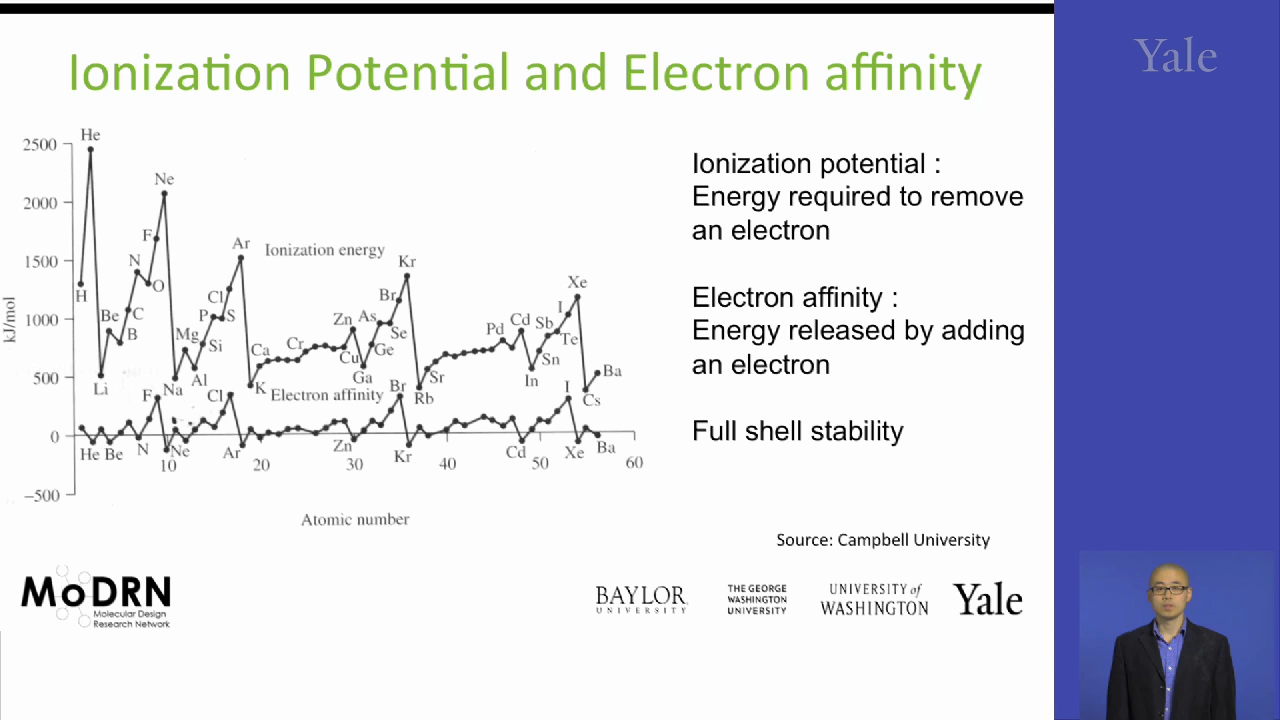 Yale
Ionization Potential and Electron affinity
Ionization potential :
Energy required to remove
an electron
Electron affinity :
Energy released by adding
an electron
Full shell stability
kJ/mol
2500
2000
1500
1000
500
0
−500
He
Ne
F
N
O
H
Be
C
B
Li
Ar
Ionization energy
Cl
P
S
Mg
Si
Al
Na
Kr
Br
Zn
As
Se
Ca
Cr
Cu
Ge
Ga
K
Xe
I
Pd
Cd
Sb
Te
Sn
Sr
In
Rb
Ba
Cs
Electron affinity
F
Cl
Br
I
He
Be
N
Ne
Ar
Zn
Kr
Cd
Xe
Ba
10
20
30
40
50
60
Atomic number
Source: Campbell University
MoDRN
Molecular Design
Research Network
BAYLOR
UNIVERSITY
THE GEORGE
WASHINGTON
UNIVERSITY
UNIVERSITY of
WASHINGTON
Yale